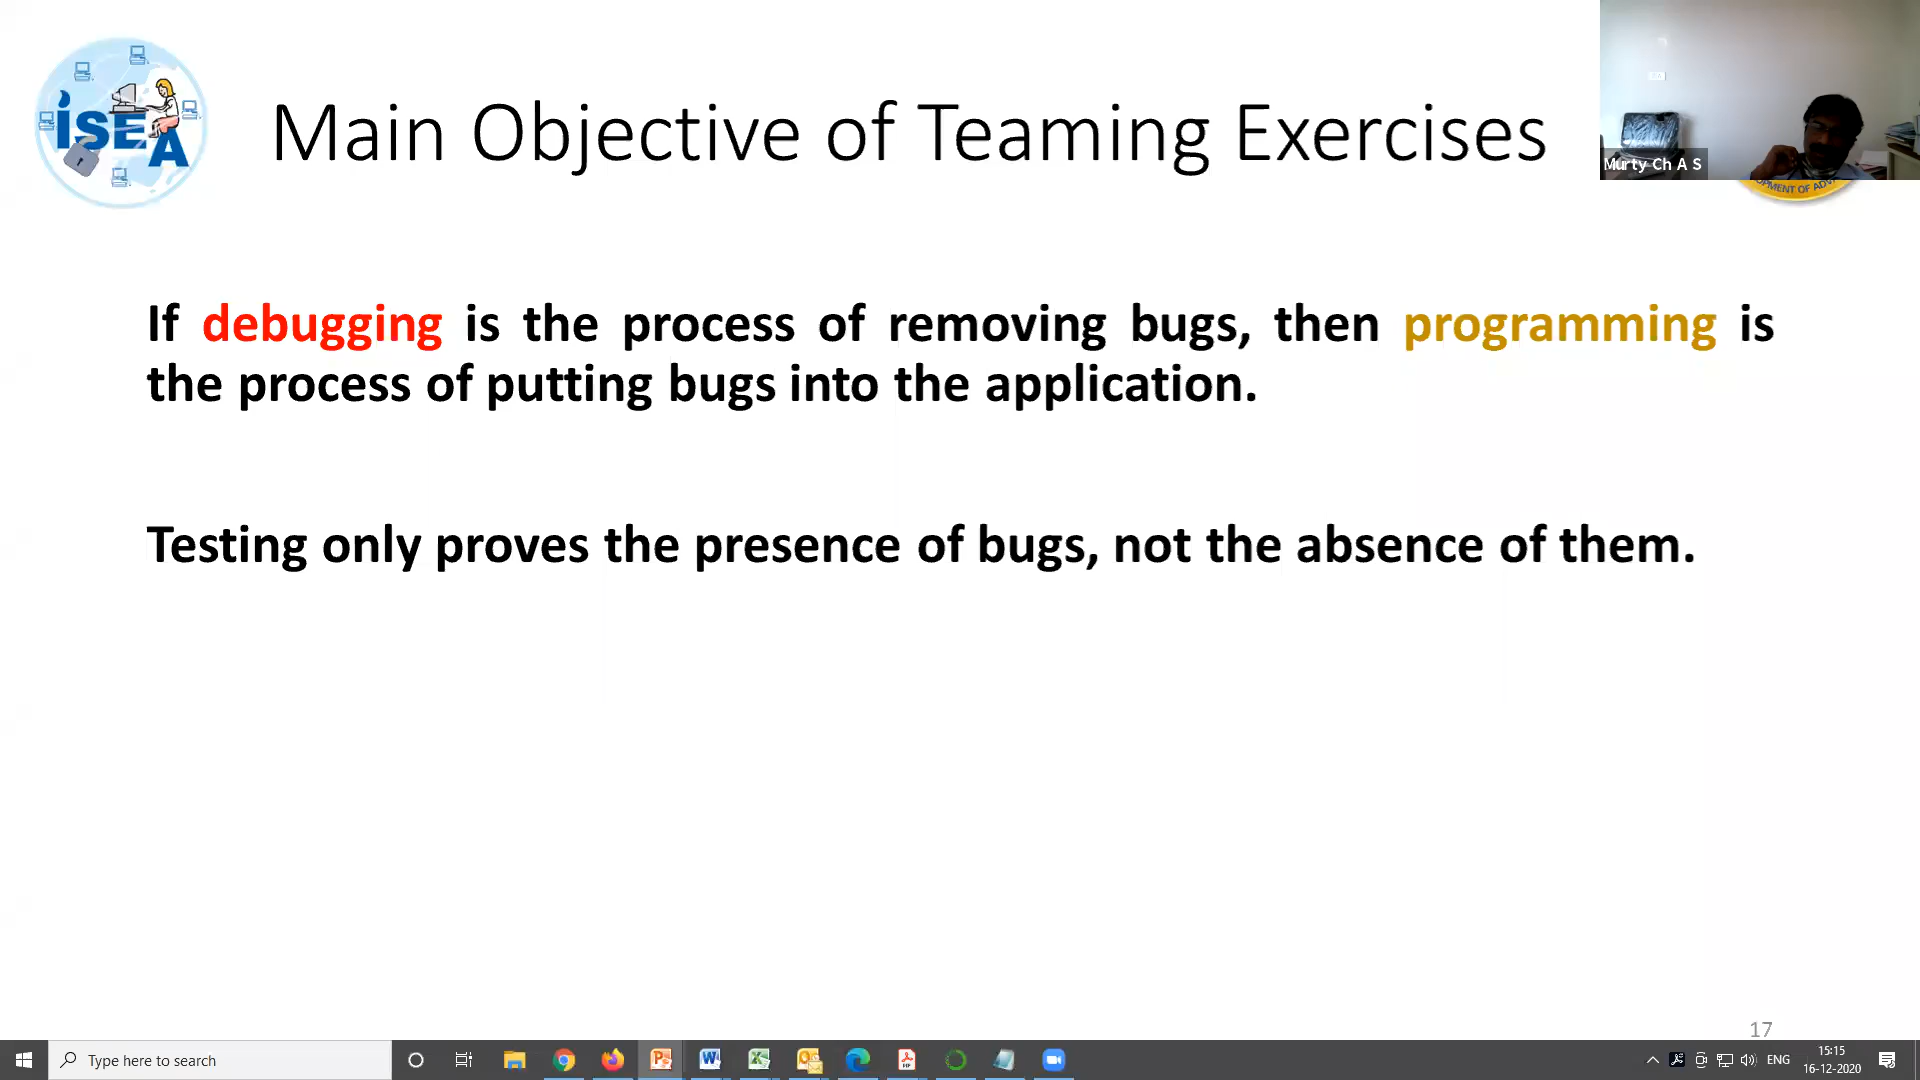 ISEA
Main Objective of Teaming Exercises
Murty Ch A S
If debugging is the process of removing bugs, then programming is
the process of putting bugs into the application.
Testing only proves the presence of bugs, not the absence of them.
17
Type here to search
ENG
15:15
16-12-2020